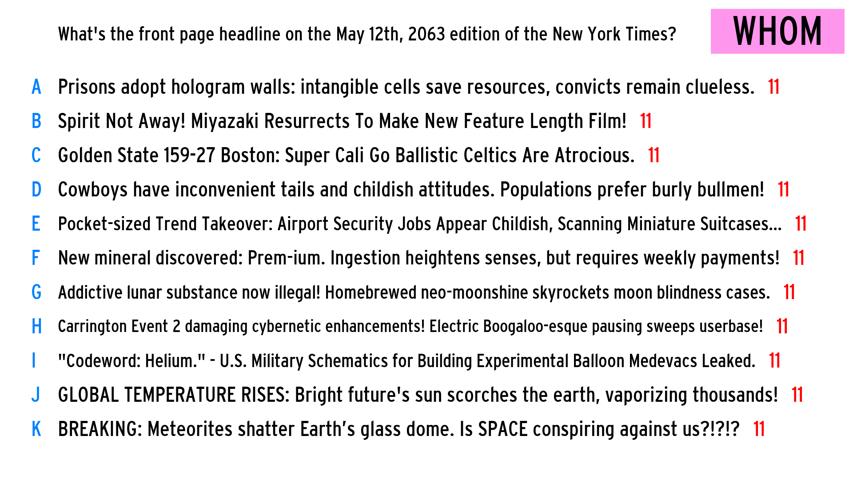 What's the front page headline on the May 12th, 2063 edition of the New York Times?
WHOM
A Prisons adopt hologram walls: intangible cells save resources, convicts remain clueless. 11
B Spirit Not Away! Miyazaki Resurrects To Make New Feature Length Film! 11
C Golden State 159-27 Boston: Super Cali Go Ballistic Celtics Are Atrocious. 11
D Cowboys have inconvenient tails and childish attitudes. Populations prefer burly bullmen! 11
E Pocket-sized Trend Takeover: Airport Security Jobs Appear Childish, Scanning Miniature Suitcases... 11
F New mineral discovered: Prem-ium. Ingestion heightens senses, but requires weekly payments! 11
G Addictive lunar substance now illegal! Homebrewed neo-moonshine skyrockets moon blindness cases. 11
H Carrington Event 2 damaging cybernetic enhancements! Electric Boogaloo-esque pausing sweeps userbase! 11
I "Codeword: Helium." - U.S. Military Schematics for Building Experimental Balloon Medevacs Leaked. 11
J GLOBAL TEMPERATURE RISES: Bright future's sun scorches the earth, vaporizing thousands! 11
K BREAKING: Meteorites shatter Earth’s glass dome. Is SPACE conspiring against us?!?!? 11